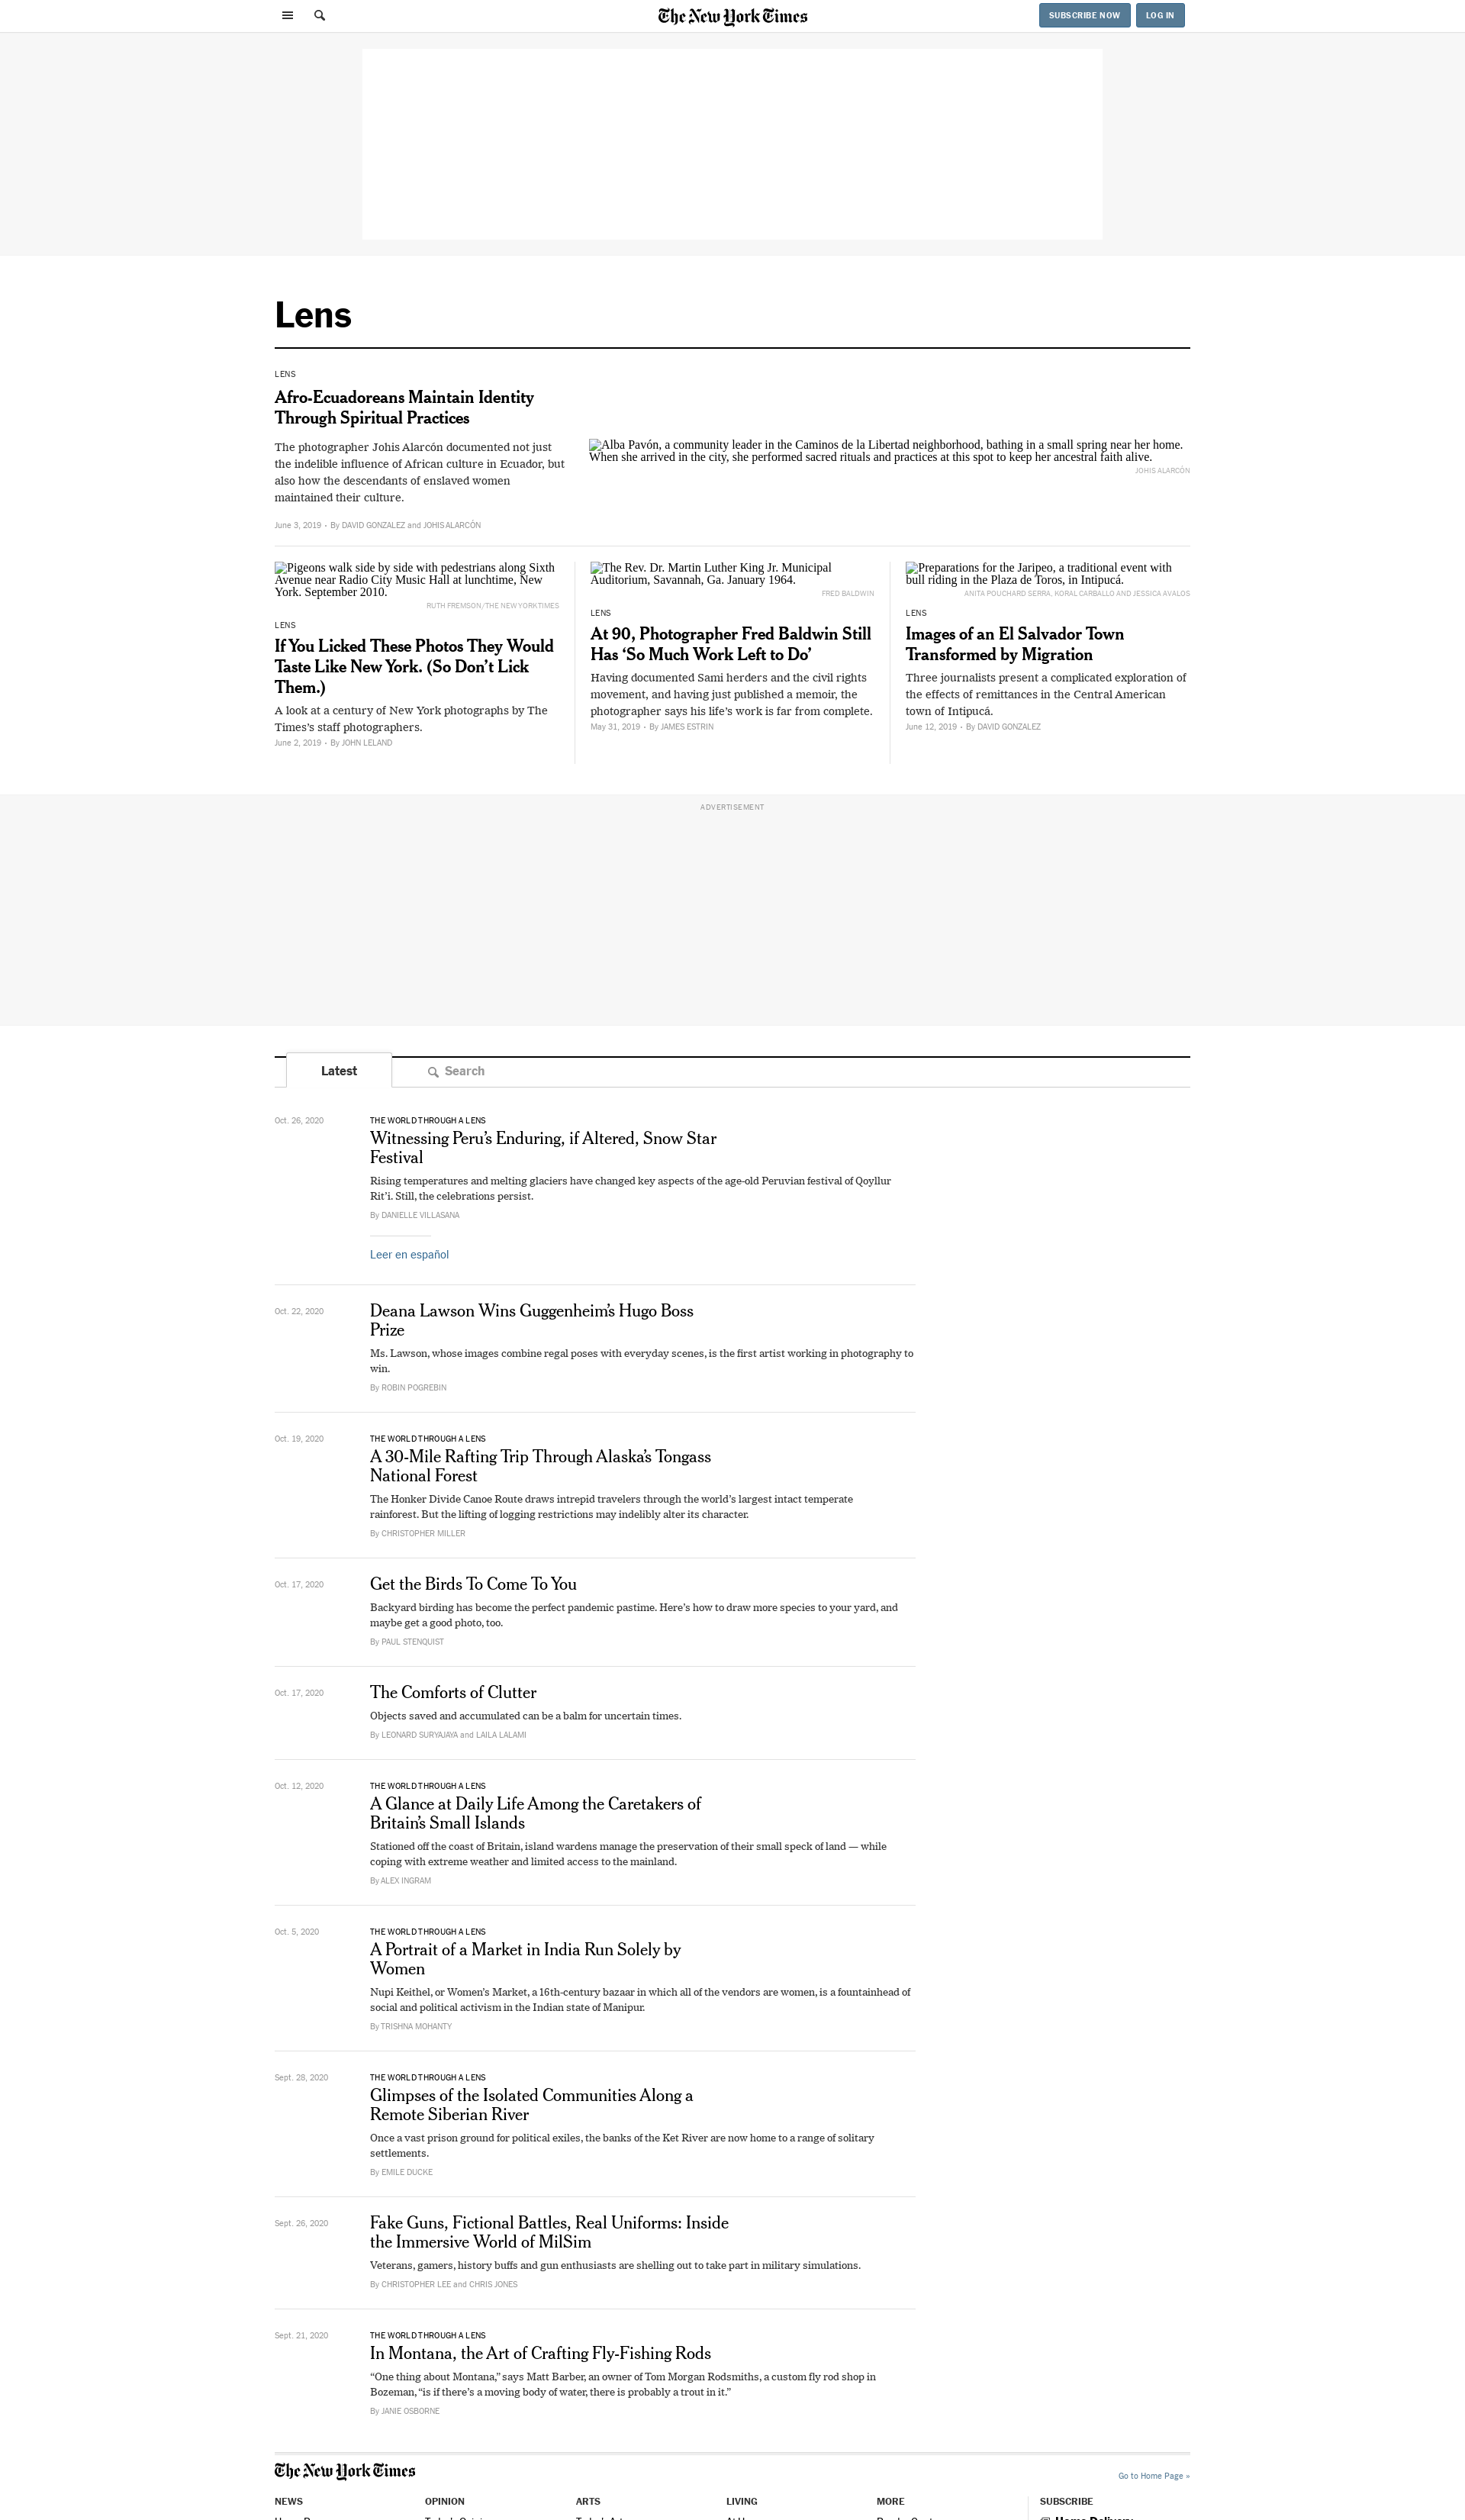 The New York Times
SUBSCRIBE NOW
LOG IN
Lens
LENS
Afro-Ecuadoreans Maintain Identity
Through Spiritual Practices
The photographer Johis Alarcón documented not just
the indelible influence of African culture in Ecuador, but
also how the descendants of enslaved women
maintained their culture.
June 3, 2019 • By DAVID GONZALEZ and JOHIS ALARCÓN
Alba Pavón, a community leader in the Caminos de la Libertad neighborhood, bathing in a small spring near her home.
When she arrived in the city, she performed sacred rituals and practices at this spot to keep her ancestral faith alive.
JOHIS ALARCÓN
Pigeons walk side by side with pedestrians along Sixth
Avenue near Radio City Music Hall at lunchtime, New
York. September 2010.
RUTH FREMSON/THE NEW YORK TIMES
LENS
If You Licked These Photos They Would
Taste Like New York. (So Don’t Lick
Them.)
A look at a century of New York photographs by The
Times’s staff photographers.
June 2, 2019 • By JOHN LELAND
The Rev. Dr. Martin Luther King Jr. Municipal
Auditorium, Savannah, Ga. January 1964.
FRED BALDWIN
LENS
At 90, Photographer Fred Baldwin Still
Has ‘So Much Work Left to Do’
Having documented Sami herders and the civil rights
movement, and having just published a memoir, the
photographer says his life’s work is far from complete.
May 31, 2019 • By JAMES ESTRIN
Preparations for the Jaripeo, a traditional event with
bull riding in the Plaza de Toros, in Intipucá.
ANITA POUCHARD SERRA, KORAL CARBALLO AND JESSICA AVALOS
LENS
Images of an El Salvador Town
Transformed by Migration
Three journalists present a complicated exploration of
the effects of remittances in the Central American
town of Intipucá.
June 12, 2019 • By DAVID GONZALEZ
ADVERTISEMENT
Latest
Search
Oct. 26, 2020
THE WORLD THROUGH A LENS
Witnessing Peru’s Enduring, if Altered, Snow Star
Festival
Rising temperatures and melting glaciers have changed key aspects of the age-old Peruvian festival of Qoyllur
Rit’i. Still, the celebrations persist.
By DANIELLE VILLASANA
Leer en español
Oct. 22, 2020
Deana Lawson Wins Guggenheim’s Hugo Boss
Prize
Ms. Lawson, whose images combine regal poses with everyday scenes, is the first artist working in photography to
win.
By ROBIN POGREBIN
Oct. 19, 2020
THE WORLD THROUGH A LENS
A 30-Mile Rafting Trip Through Alaska’s Tongass
National Forest
The Honker Divide Canoe Route draws intrepid travelers through the world’s largest intact temperate
rainforest. But the lifting of logging restrictions may indelibly alter its character.
By CHRISTOPHER MILLER
Oct. 17, 2020
Get the Birds To Come To You
Backyard birding has become the perfect pandemic pastime. Here’s how to draw more species to your yard, and
maybe get a good photo, too.
By PAUL STENQUIST
Oct. 17, 2020
The Comforts of Clutter
Objects saved and accumulated can be a balm for uncertain times.
By LEONARD SURYAJAYA and LAILA LALAMI
Oct. 12, 2020
THE WORLD THROUGH A LENS
A Glance at Daily Life Among the Caretakers of
Britain’s Small Islands
Stationed off the coast of Britain, island wardens manage the preservation of their small speck of land — while
coping with extreme weather and limited access to the mainland.
By ALEX INGRAM
Oct. 5, 2020
THE WORLD THROUGH A LENS
A Portrait of a Market in India Run Solely by
Women
Nupi Keithel, or Women’s Market, a 16th-century bazaar in which all of the vendors are women, is a fountainhead of
social and political activism in the Indian state of Manipur.
By TRISHNA MOHANTY
Sept. 28, 2020
THE WORLD THROUGH A LENS
Glimpses of the Isolated Communities Along a
Remote Siberian River
Once a vast prison ground for political exiles, the banks of the Ket River are now home to a range of solitary
settlements.
By EMILE DUCKE
Sept. 26, 2020
Fake Guns, Fictional Battles, Real Uniforms: Inside
the Immersive World of MilSim
Veterans, gamers, history buffs and gun enthusiasts are shelling out to take part in military simulations.
By CHRISTOPHER LEE and CHRIS JONES
Sept. 21, 2020
THE WORLD THROUGH A LENS
In Montana, the Art of Crafting Fly-Fishing Rods
“One thing about Montana,” says Matt Barber, an owner of Tom Morgan Rodsmiths, a custom fly rod shop in
Bozeman, “is if there’s a moving body of water, there is probably a trout in it.”
By JANIE OSBORNE
The New York Times
Go to Home Page »
NEWS
OPINION
ARTS
LIVING
MORE
SUBSCRIBE